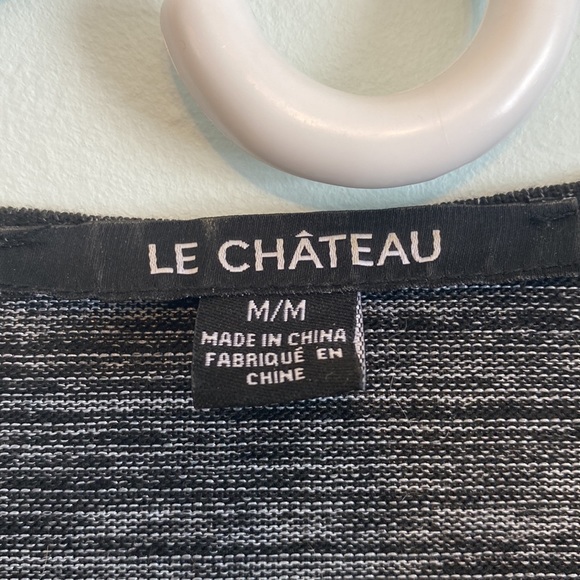 LE CHÂTEAU
M/M
MADE IN CHINA
FABRIQUÉ EN
CHINE